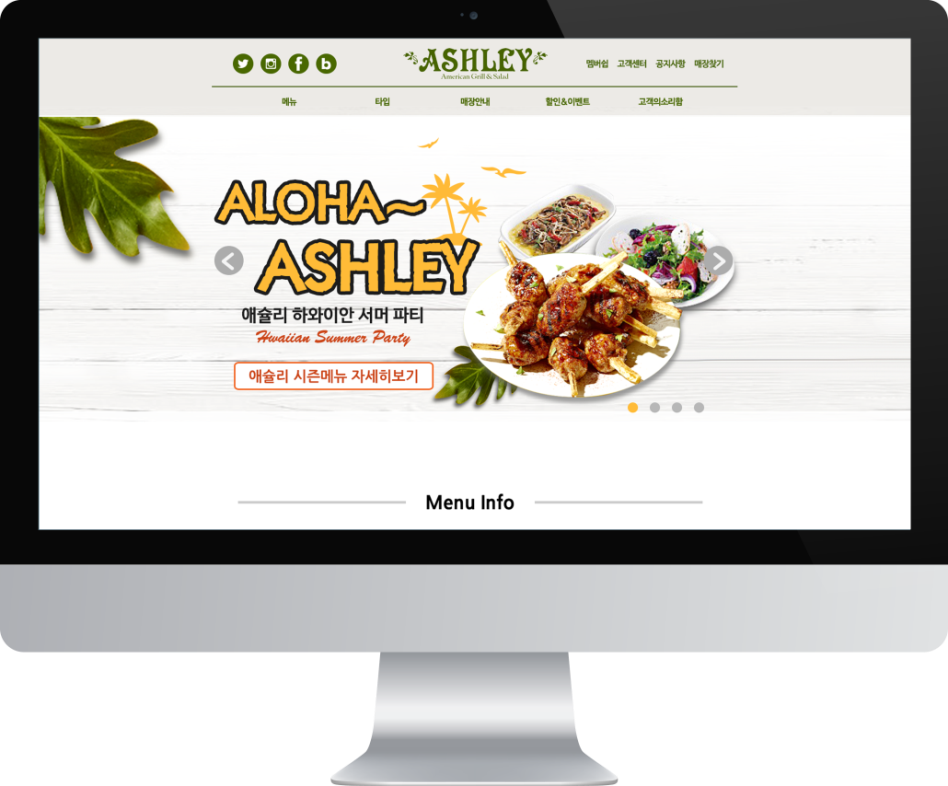 ASHLEY
American Grill & Salad
멤버쉽 고객센터 공지사항 매장찾기
메뉴 타입 매장안내 할인&이벤트 고객의소리함
ALOHA~
ASHLEY
애슐리 하와이안 서머 파티
Hwaiian Summer Party
애슐리 시즌메뉴 자세히보기
Menu Info